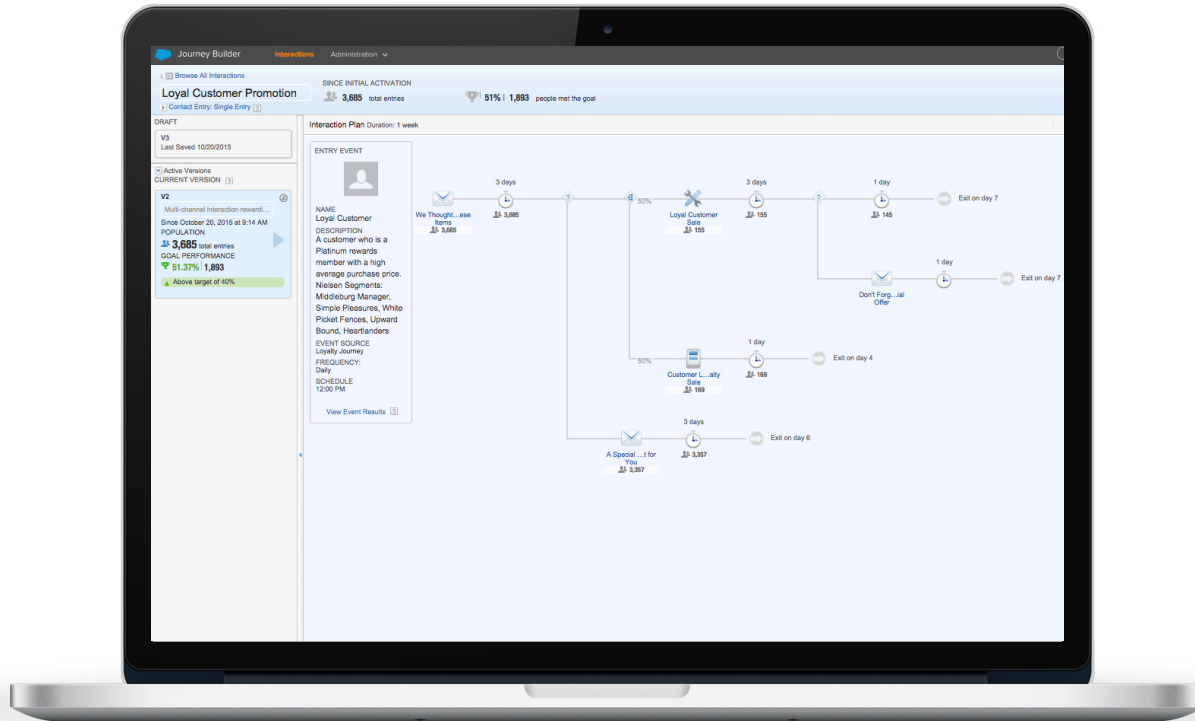 Journey Builder
Interactions
Administration
Browse All Interactions
Loyal Customer Promotion
Contact Entry: Single Entry [?]
SINCE INITIAL ACTIVATION
3,685 total entries
51% | 1,893 people met the goal
DRAFT
V3
Last Saved 10/20/2015
Active Versions
CURRENT VERSION [?]
V2
Multi-channel interaction rewardi...
Since October 20, 2015 at 9:14 AM
POPULATION
3,685 total entries
GOAL PERFORMANCE
51.37% | 1,893
Above target of 40%
Interaction Plan Duration: 1 week
ENTRY EVENT
NAME
Loyal Customer
DESCRIPTION
A customer who is a
Platinum rewards
member with a high
average purchase price.
Nielsen Segments:
Middleburg Manager,
Simple Pleasures, White
Picket Fences, Upward
Bound, Heartlanders
EVENT SOURCE
Loyalty Journey
FREQUENCY:
Daily
SCHEDULE
12:00 PM
View Event Results [?]
We Thought...ese
Items
3,685
3 days
3,685
?
50%
Loyal Customer
Sale
155
3 days
155
?
1 day
145
Exit on day 7
Don't Forg...ial
Offer
1 day
Exit on day 7
50%
Customer L...alty
Sale
169
1 day
169
Exit on day 4
A Special ...t for
You
3,357
3 days
3,357
Exit on day 6